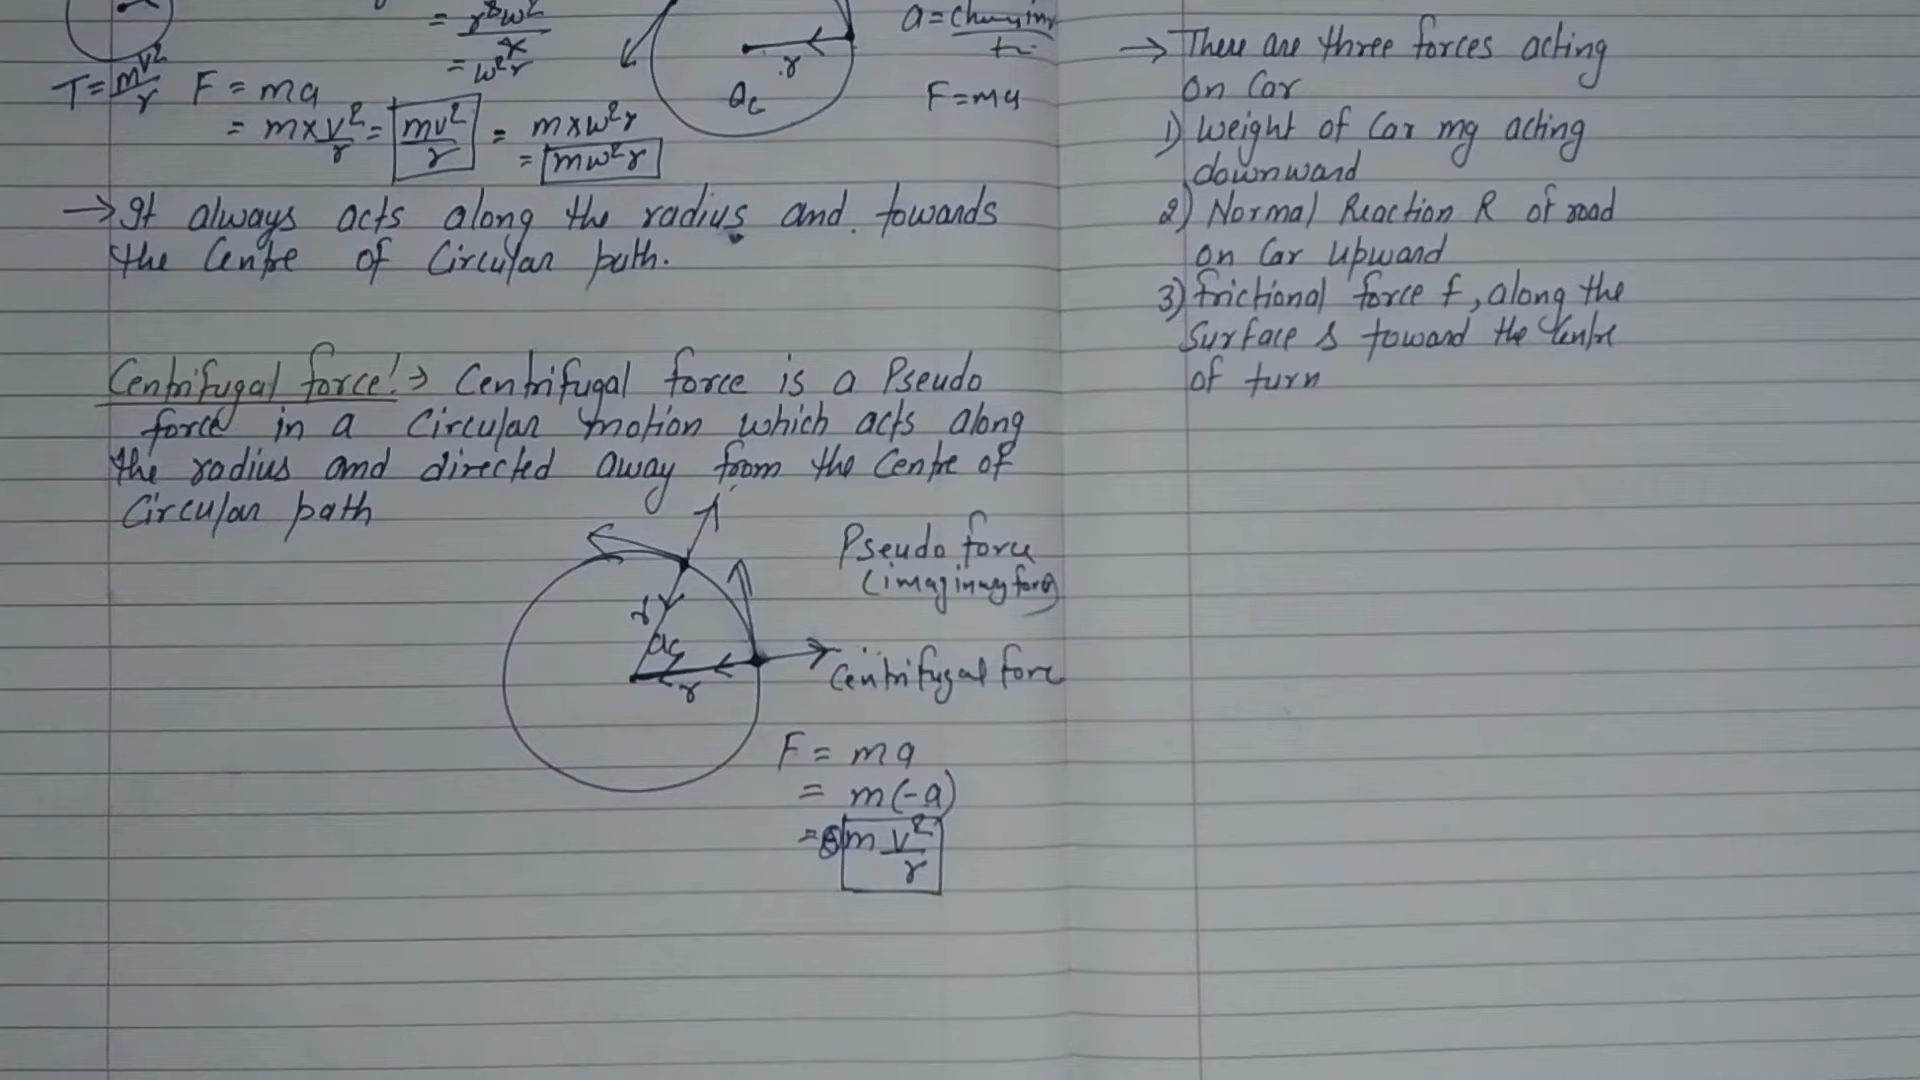 = r²ω²
r
= ω²r
T = mv²
r
F = ma
= m×v²/r = mv²/r = m×ω²r
= mω²r
r
ac
a =
F = ma
→ It always acts along the radius and towards
the Centre of Circular path.
Centrifugal force:→ Centrifugal force is a Pseudo
force in a Circular motion which acts along
the radius and directed away from the Centre of
Circular path
Pseudo force
(imaginary force)
r
ac
r
Centrifugal force
F = ma
= m(-a)
= m v²
r
→ There are three forces acting
on Car
1) Weight of Car mg acting
downward
2) Normal Reaction R of road
on Car Upward
3) frictional force f, along the
Surface & toward the Centre
of turn